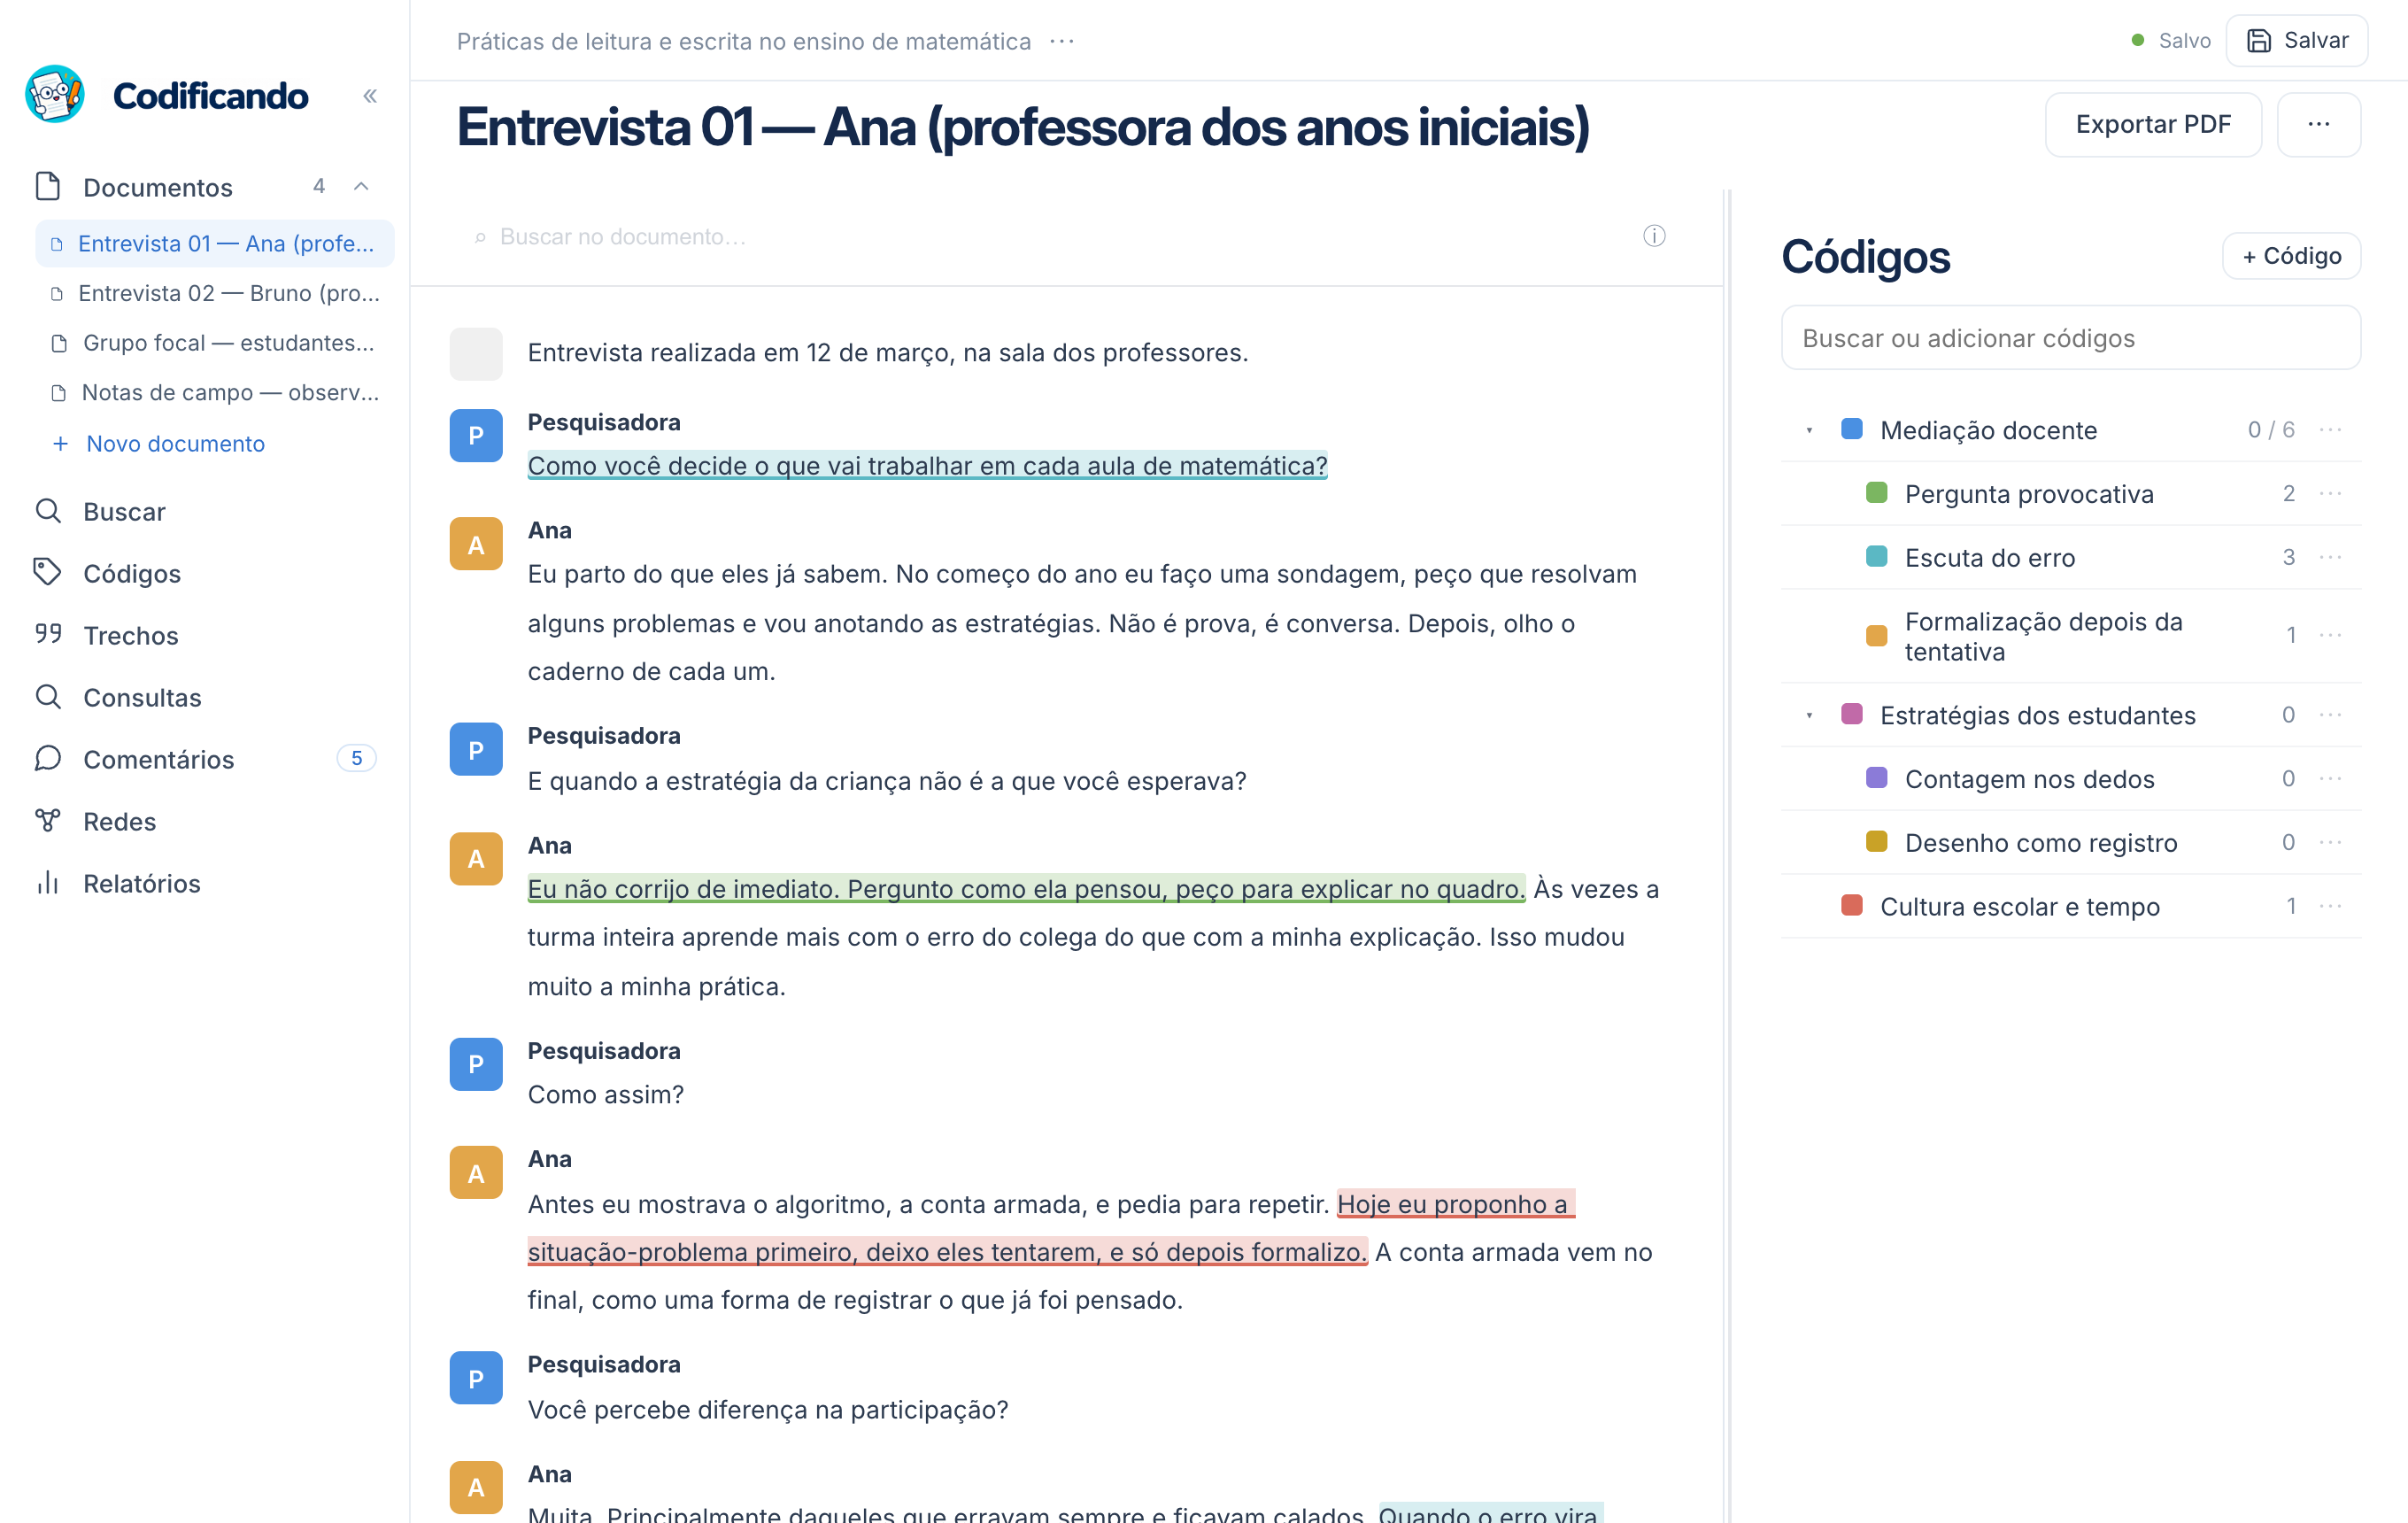 Codificando
«
Documentos 4
Entrevista 01 — Ana (profe...
Entrevista 02 — Bruno (pro...
Grupo focal — estudantes...
Notas de campo — observ...
+ Novo documento
Buscar
Códigos
Trechos
Consultas
Comentários 5
Redes
Relatórios
Práticas de leitura e escrita no ensino de matemática ···
Salvo
Salvar
Entrevista 01 — Ana (professora dos anos iniciais)
Exportar PDF
···
Buscar no documento…
Entrevista realizada em 12 de março, na sala dos professores.
P
Pesquisadora
Como você decide o que vai trabalhar em cada aula de matemática?
A
Ana
Eu parto do que eles já sabem. No começo do ano eu faço uma sondagem, peço que resolvam
alguns problemas e vou anotando as estratégias. Não é prova, é conversa. Depois, olho o
caderno de cada um.
P
Pesquisadora
E quando a estratégia da criança não é a que você esperava?
A
Ana
Eu não corrijo de imediato. Pergunto como ela pensou, peço para explicar no quadro. Às vezes a
turma inteira aprende mais com o erro do colega do que com a minha explicação. Isso mudou
muito a minha prática.
P
Pesquisadora
Como assim?
A
Ana
Antes eu mostrava o algoritmo, a conta armada, e pedia para repetir. Hoje eu proponho a
situação-problema primeiro, deixo eles tentarem, e só depois formalizo. A conta armada vem no
final, como uma forma de registrar o que já foi pensado.
P
Pesquisadora
Você percebe diferença na participação?
A
Ana
Muita. Principalmente daqueles que erravam sempre e ficavam calados. Quando o erro vira
Códigos
+ Código
Buscar ou adicionar códigos
Mediação docente 0 / 6 ···
Pergunta provocativa 2 ···
Escuta do erro 3 ···
Formalização depois da
tentativa 1 ···
Estratégias dos estudantes 0 ···
Contagem nos dedos 0 ···
Desenho como registro 0 ···
Cultura escolar e tempo 1 ···